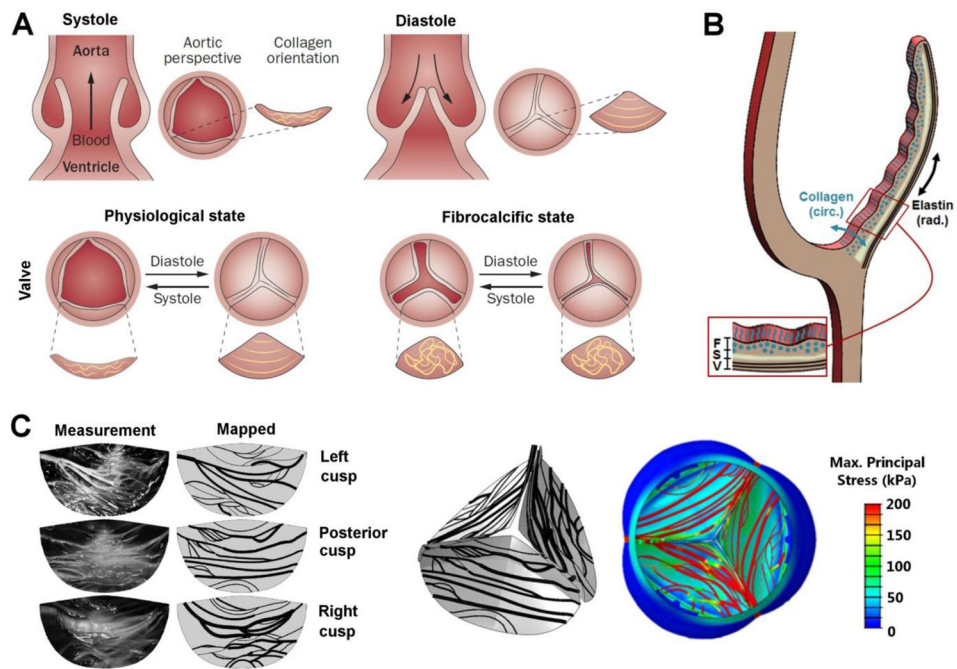 A
Systole
Aorta
Blood
Ventricle
Aortic
perspective
Collagen
orientation
Diastole
B
Collagen
(circ.)
Elastin
(rad.)
F
S
V
Physiological state
Fibrocalcific state
Valve
Diastole
Systole
Diastole
Systole
C
Measurement
Mapped
Left
cusp
Posterior
cusp
Right
cusp
Max. Principal
Stress (kPa)
200
150
100
50
0